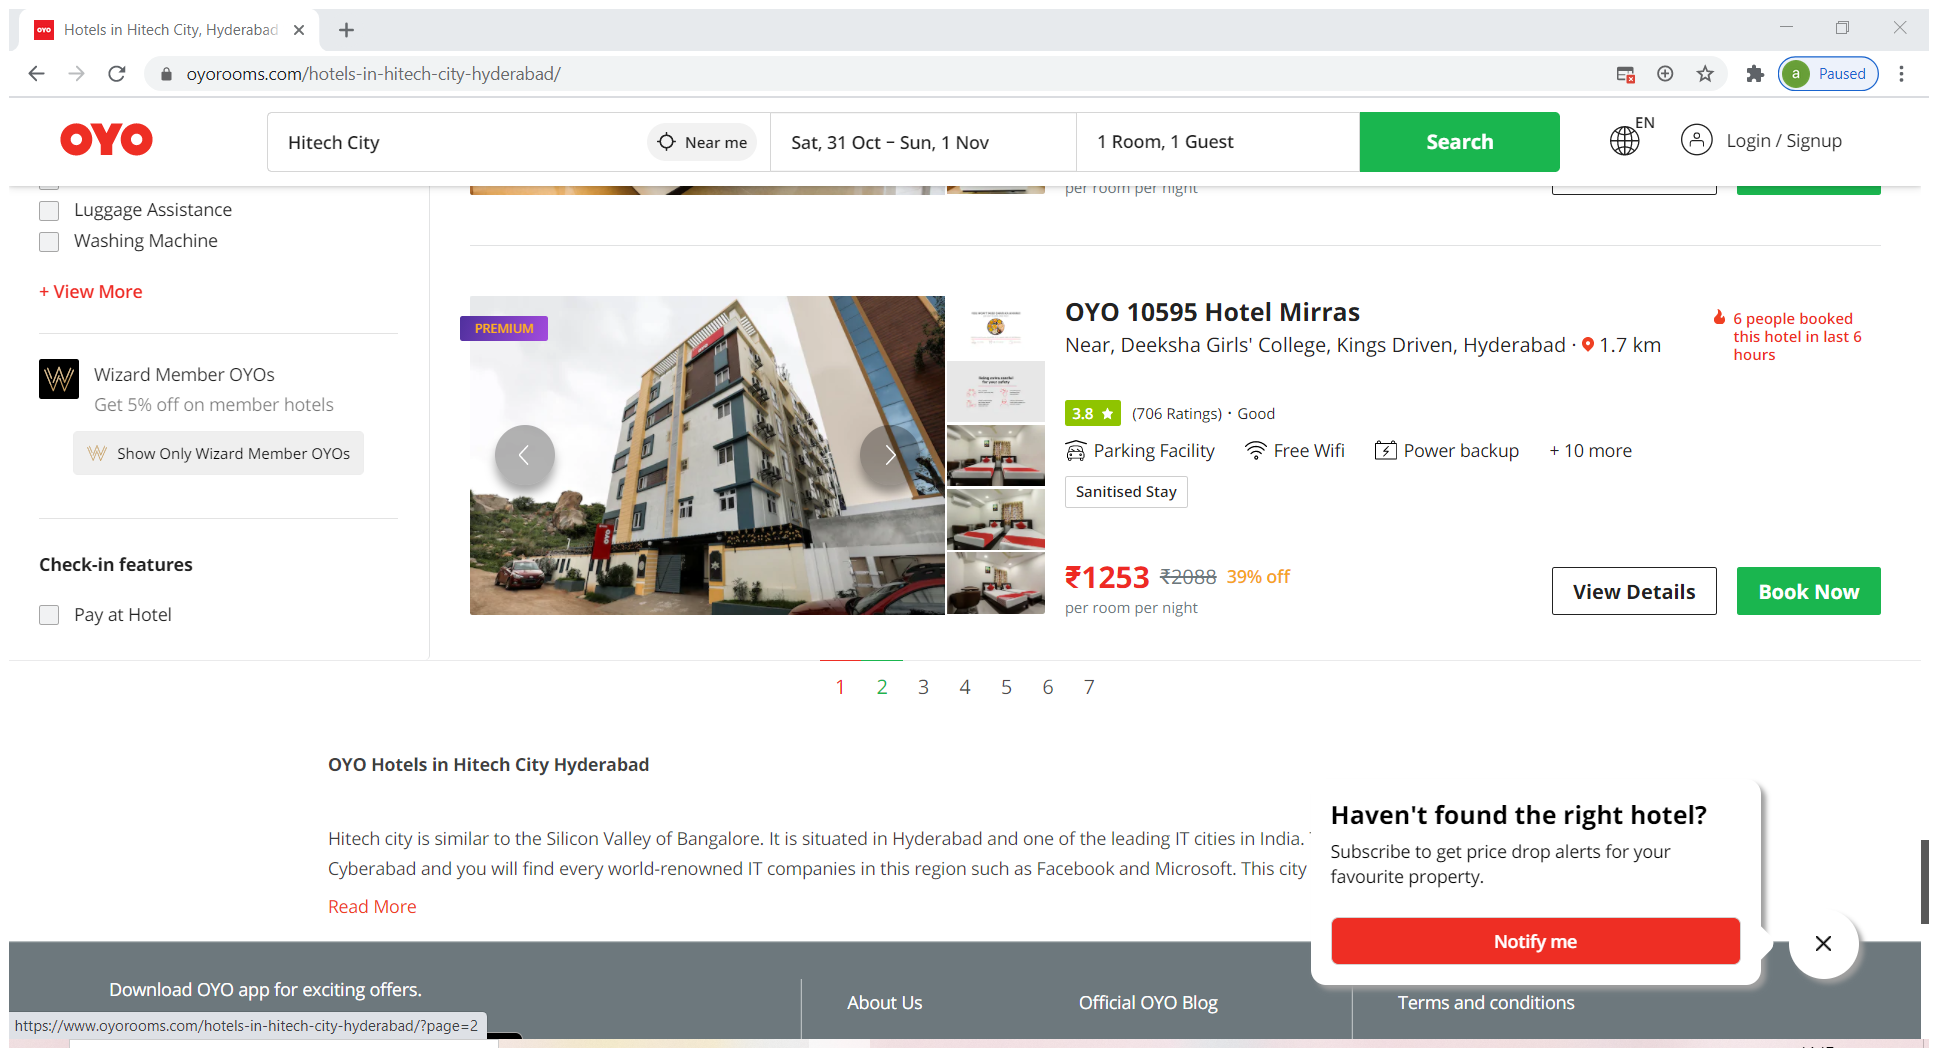 Hotels in Hitech City, Hyderabad
oyorooms.com/hotels-in-hitech-city-hyderabad/
a Paused
OYO
Hitech City
Near me
Sat, 31 Oct – Sun, 1 Nov
1 Room, 1 Guest
Search
EN
Login / Signup
per room per night
Luggage Assistance
Washing Machine
+ View More
Wizard Member OYOs
Get 5% off on member hotels
Show Only Wizard Member OYOs
Check-in features
Pay at Hotel
PREMIUM
OYO
OYO 10595 Hotel Mirras
Near, Deeksha Girls' College, Kings Driven, Hyderabad · 1.7 km
6 people booked
this hotel in last 6
hours
3.8 ★ (706 Ratings) · Good
Parking Facility
Free Wifi
Power backup
+ 10 more
Sanitised Stay
₹1253 ₹2088 39% off
per room per night
View Details
Book Now
1 2 3 4 5 6 7
OYO Hotels in Hitech City Hyderabad
Hitech city is similar to the Silicon Valley of Bangalore. It is situated in Hyderabad and one of the leading IT cities in India.
Cyberabad and you will find every world-renowned IT companies in this region such as Facebook and Microsoft. This city
Read More
Haven't found the right hotel?
Subscribe to get price drop alerts for your
favourite property.
Notify me
Download OYO app for exciting offers.
About Us
Official OYO Blog
Terms and conditions
https://www.oyorooms.com/hotels-in-hitech-city-hyderabad/?page=2